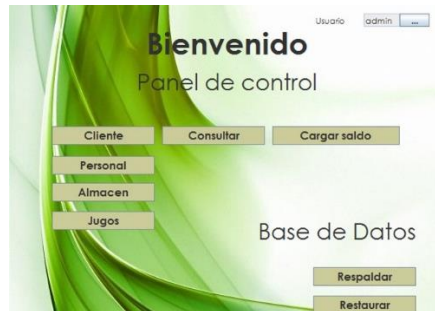 Usuario admin ...
Bienvenido
Panel de control
Cliente Consultar Cargar saldo
Personal
Almacen
Jugos
Base de Datos
Respaldar
Restaurar